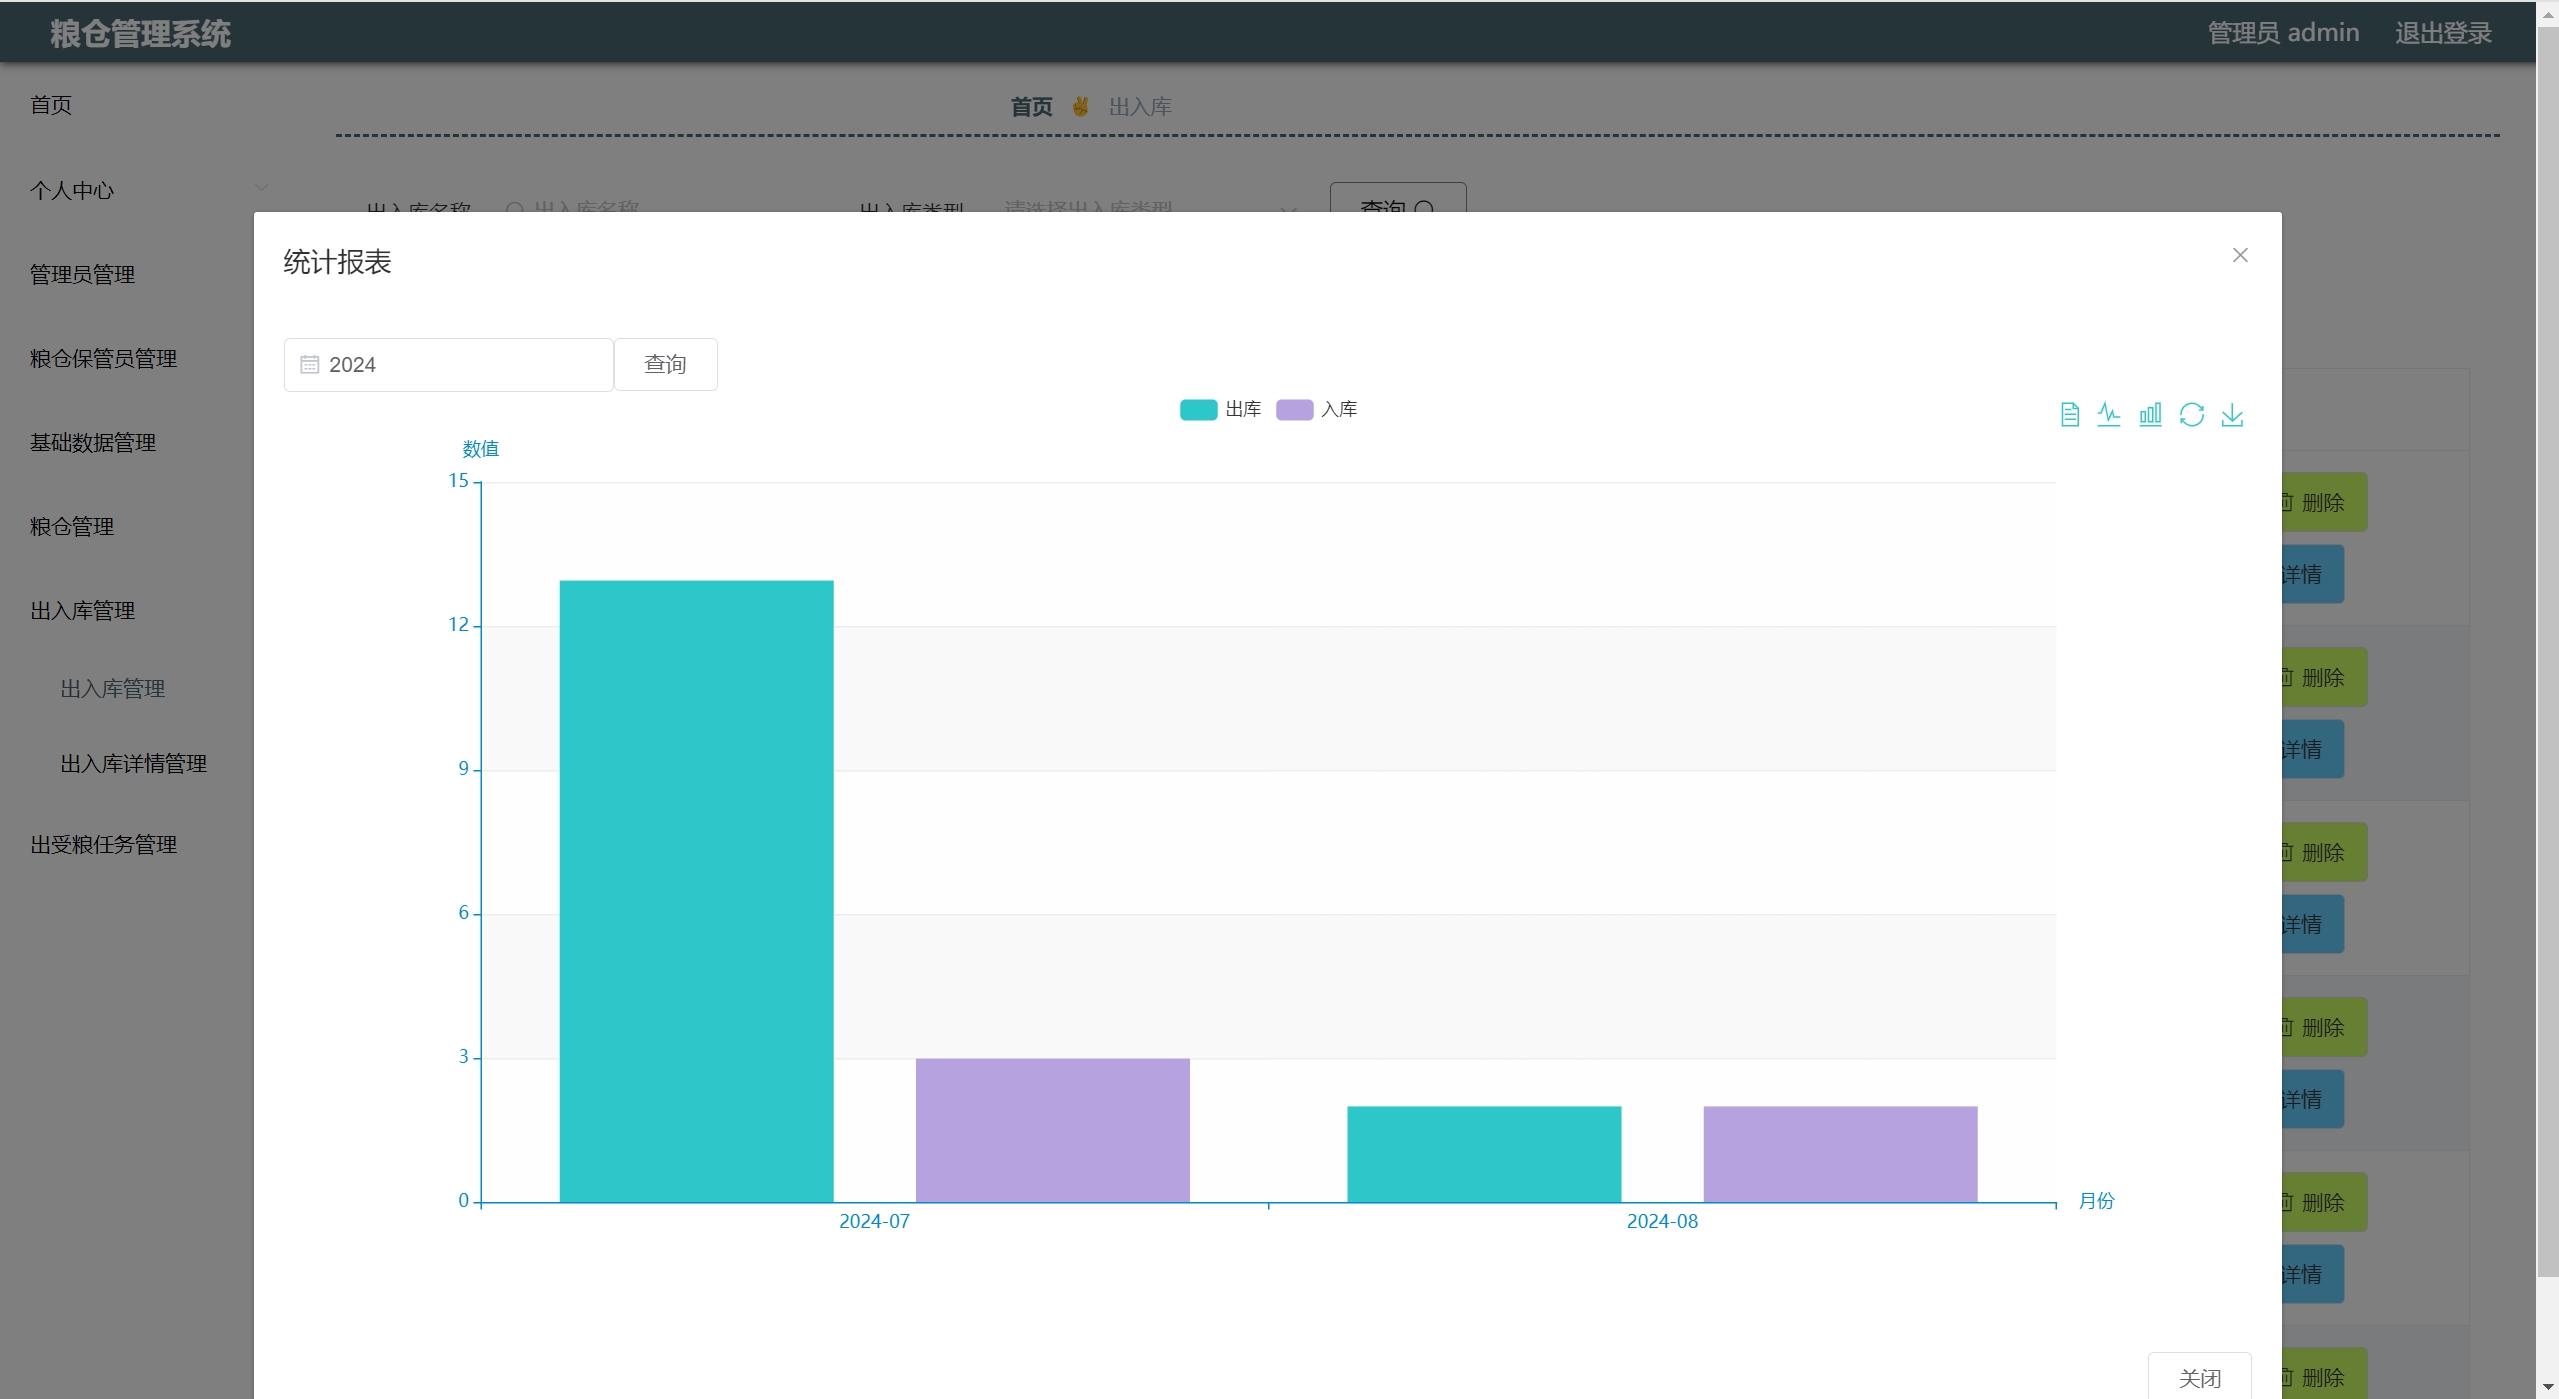 粮仓管理系统
管理员 admin
退出登录
首页
首页 ✌ 出入库
个人中心
出入库名称
出入库名称
出入库类型
请选择出入库类型
查询
管理员管理
粮仓保管员管理
基础数据管理
粮仓管理
出入库管理
出入库管理
出入库详情管理
出受粮任务管理
统计报表
2024
查询
出库
入库
数值
15
12
9
6
3
0
2024-07
2024-08
月份
删除
详情
删除
详情
删除
详情
删除
详情
删除
详情
删除
关闭